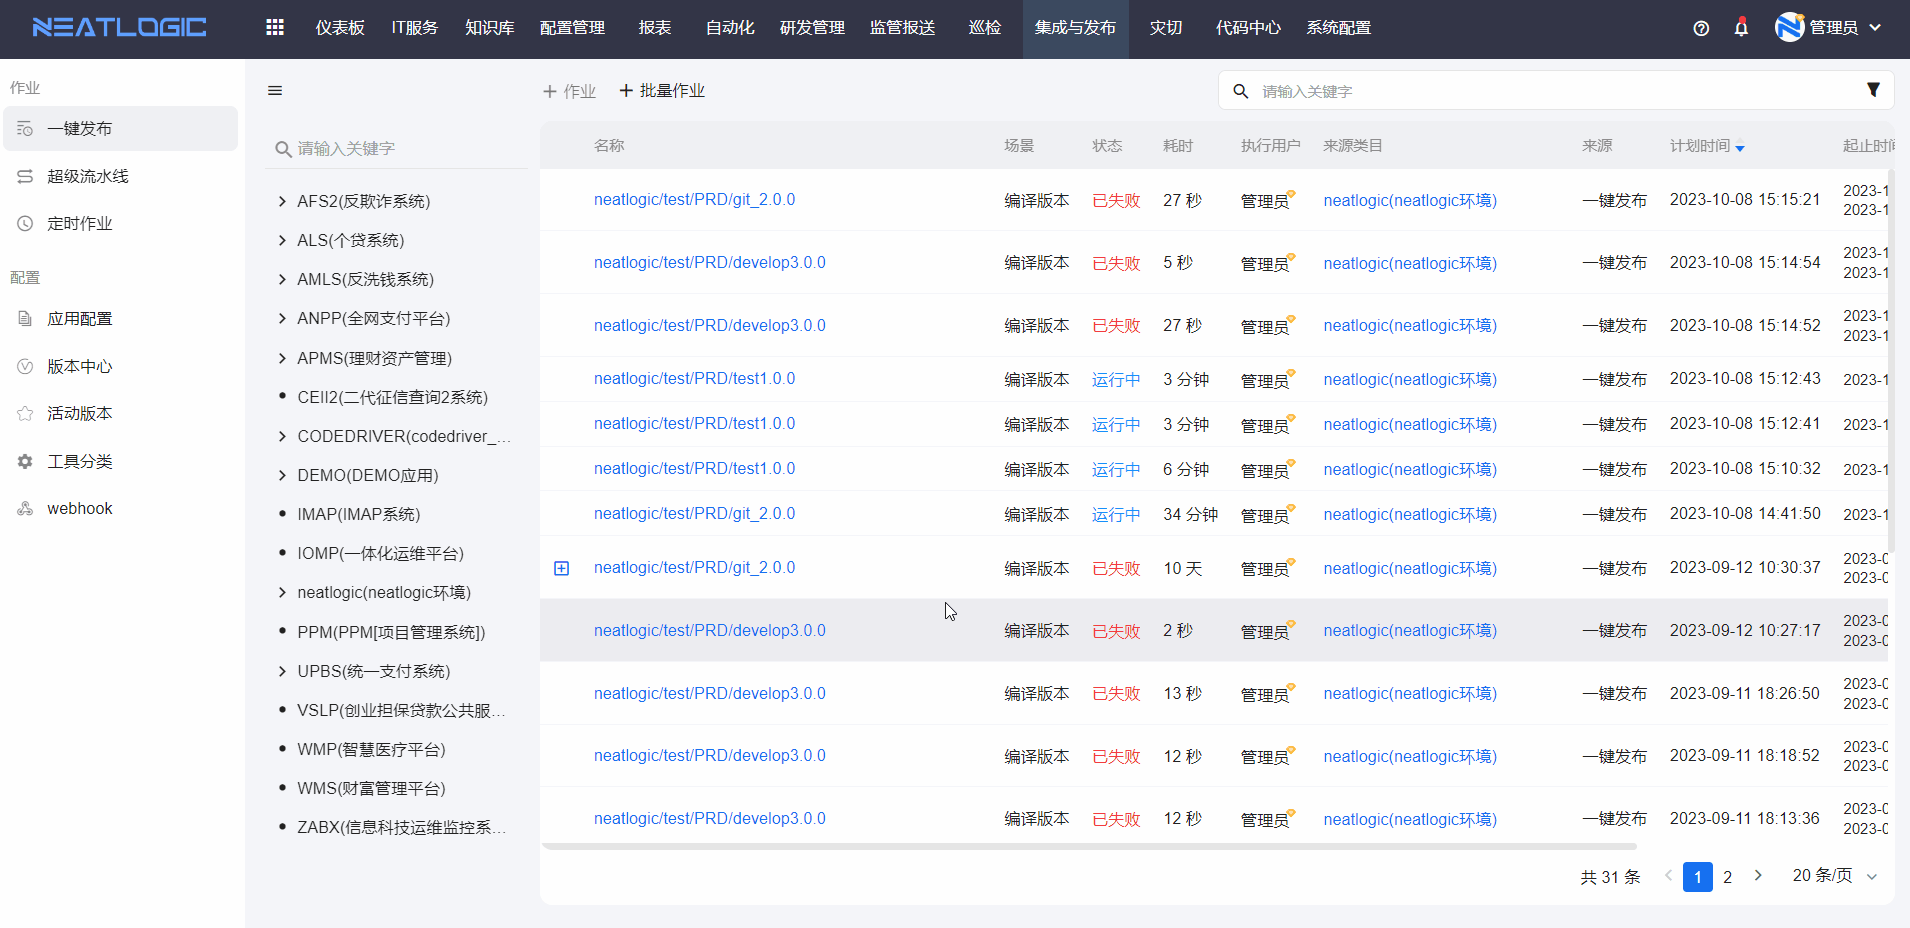 NEATLOGIC 仪表板 IT服务 知识库 配置管理 报表 自动化 研发管理 监管报送 巡检 集成与发布 灾切 代码中心 系统配置 管理员
作业
一键发布
超级流水线
定时作业
配置
应用配置
版本中心
活动版本
工具分类
webhook
请输入关键字
AFS2(反欺诈系统)
ALS(个贷系统)
AMLS(反洗钱系统)
ANPP(全网支付平台)
APMS(理财资产管理)
CEII2(二代征信查询2系统)
CODEDRIVER(codedriver_...
DEMO(DEMO应用)
IMAP(IMAP系统)
IOMP(一体化运维平台)
neatlogic(neatlogic环境)
PPM(PPM[项目管理系统])
UPBS(统一支付系统)
VSLP(创业担保贷款公共服...
WMP(智慧医疗平台)
WMS(财富管理平台)
ZABX(信息科技运维监控系...
作业 批量作业 请输入关键字
名称 场景 状态 耗时 执行用户 来源类目 来源 计划时间 起止时间
neatlogic/test/PRD/git_2.0.0 编译版本 已失败 27 秒 管理员 neatlogic(neatlogic环境) 一键发布 2023-10-08 15:15:21 2023-1
2023-1
neatlogic/test/PRD/develop3.0.0 编译版本 已失败 5 秒 管理员 neatlogic(neatlogic环境) 一键发布 2023-10-08 15:14:54 2023-1
2023-1
neatlogic/test/PRD/develop3.0.0 编译版本 已失败 27 秒 管理员 neatlogic(neatlogic环境) 一键发布 2023-10-08 15:14:52 2023-1
2023-1
neatlogic/test/PRD/test1.0.0 编译版本 运行中 3 分钟 管理员 neatlogic(neatlogic环境) 一键发布 2023-10-08 15:12:43 2023-1
neatlogic/test/PRD/test1.0.0 编译版本 运行中 3 分钟 管理员 neatlogic(neatlogic环境) 一键发布 2023-10-08 15:12:41 2023-1
neatlogic/test/PRD/test1.0.0 编译版本 运行中 6 分钟 管理员 neatlogic(neatlogic环境) 一键发布 2023-10-08 15:10:32 2023-1
neatlogic/test/PRD/git_2.0.0 编译版本 运行中 34 分钟 管理员 neatlogic(neatlogic环境) 一键发布 2023-10-08 14:41:50 2023-1
neatlogic/test/PRD/git_2.0.0 编译版本 已失败 10 天 管理员 neatlogic(neatlogic环境) 一键发布 2023-09-12 10:30:37 2023-0
2023-0
neatlogic/test/PRD/develop3.0.0 编译版本 已失败 2 秒 管理员 neatlogic(neatlogic环境) 一键发布 2023-09-12 10:27:17 2023-0
2023-0
neatlogic/test/PRD/develop3.0.0 编译版本 已失败 13 秒 管理员 neatlogic(neatlogic环境) 一键发布 2023-09-11 18:26:50 2023-0
2023-0
neatlogic/test/PRD/develop3.0.0 编译版本 已失败 12 秒 管理员 neatlogic(neatlogic环境) 一键发布 2023-09-11 18:18:52 2023-0
2023-0
neatlogic/test/PRD/develop3.0.0 编译版本 已失败 12 秒 管理员 neatlogic(neatlogic环境) 一键发布 2023-09-11 18:13:36 2023-0
2023-0
共 31 条 1 2 20 条/页